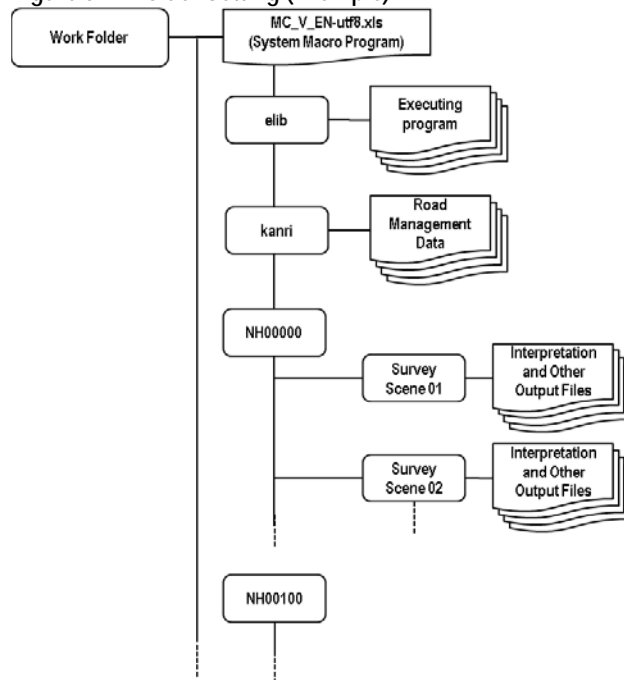 Work Folder
MC_V_EN-utf8.xls
(System Macro Program)
elib
Executing
program
kanri
Road
Management
Data
NH00000
Survey
Scene 01
Interpretation
and Other
Output Files
Survey
Scene 02
Interpretation
and Other
Output Files
NH00100